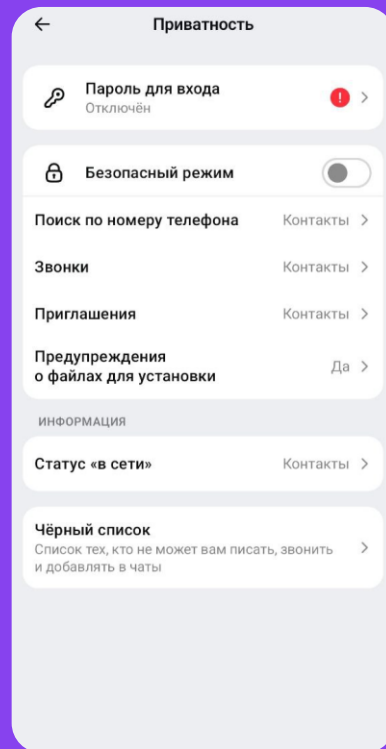 Приватность
Пароль для входа
Отключён
Безопасный режим
Поиск по номеру телефона Контакты
Звонки Контакты
Приглашения Контакты
Предупреждения
о файлах для установки Да
ИНФОРМАЦИЯ
Статус «в сети» Контакты
Чёрный список
Список тех, кто не может вам писать, звонить
и добавлять в чаты